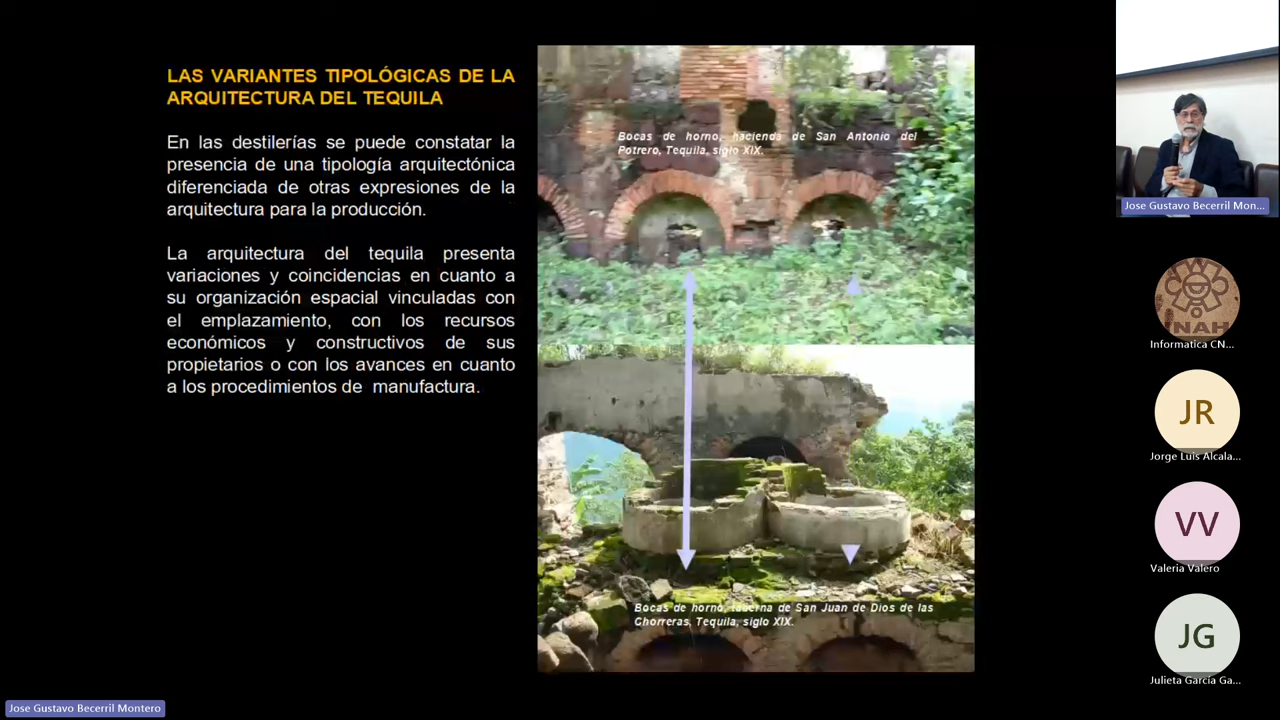 LAS VARIANTES TIPOLÓGICAS DE LA
ARQUITECTURA DEL TEQUILA
En las destilerías se puede constatar la
presencia de una tipología arquitectónica
diferenciada de otras expresiones de la
arquitectura para la producción.
La arquitectura del tequila presenta
variaciones y coincidencias en cuanto a
su organización espacial vinculadas con
el emplazamiento, con los recursos
económicos y constructivos de sus
propietarios o con los avances en cuanto
a los procedimientos de manufactura.
Bocas de horno, hacienda de San Antonio del
Potrero, Tequila, siglo XIX.
Bocas de horno, taberna de San Juan de Dios de las
Chorreras, Tequila, siglo XIX.
Jose Gustavo Becerril Mon...
INAH
Informatica CN...
JR
Jorge Luis Alcala...
VV
Valeria Valero
JG
Julieta García Ga...
Jose Gustavo Becerril Montero